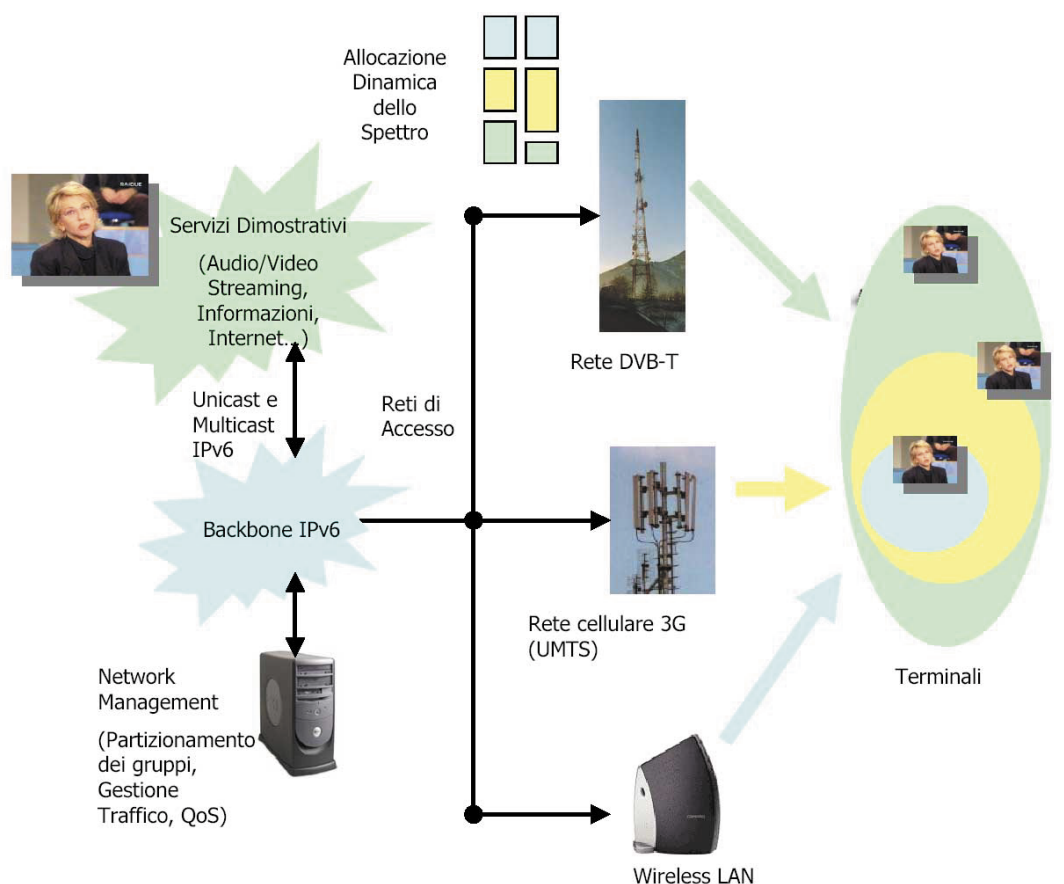 Allocazione
Dinamica
dello
Spettro
RAIDUE
Servizi Dimostrativi
(Audio/Video
Streaming,
Informazioni,
Internet...)
Rete DVB-T
Unicast e
Multicast
IPv6
Reti di
Accesso
Backbone IPv6
Rete cellulare 3G
(UMTS)
Terminali
Network
Management
(Partizionamento
dei gruppi,
Gestione
Traffico, QoS)
Wireless LAN